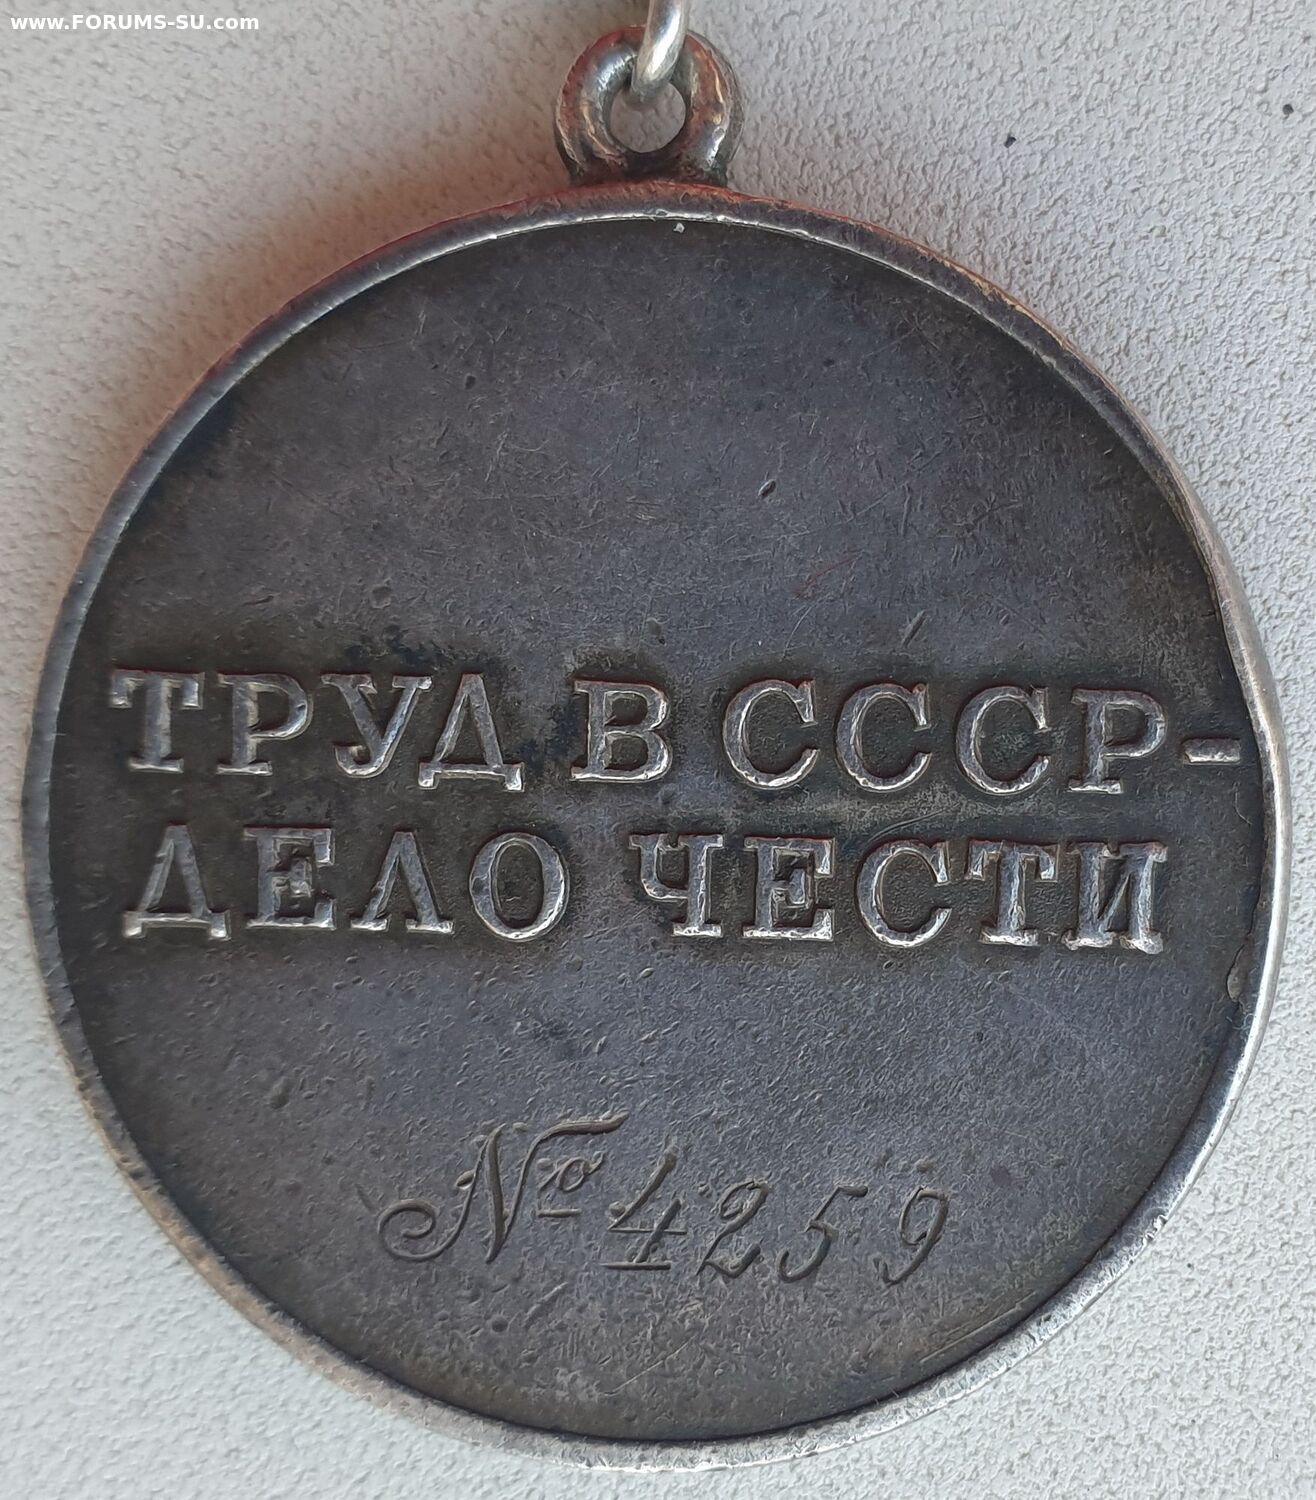 www.FORUMS-SU.com
ТРУД В СССР-
ДЕЛО ЧЕСТИ
№ 4259